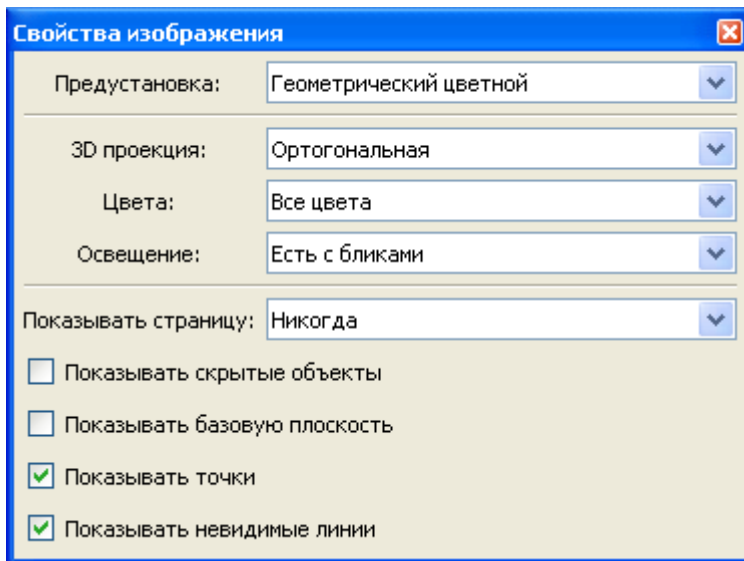 Свойства изображения
Предустановка: Геометрический цветной
3D проекция: Ортогональная
Цвета: Все цвета
Освещение: Есть с бликами
Показывать страницу: Никогда
Показывать скрытые объекты
Показывать базовую плоскость
Показывать точки
Показывать невидимые линии